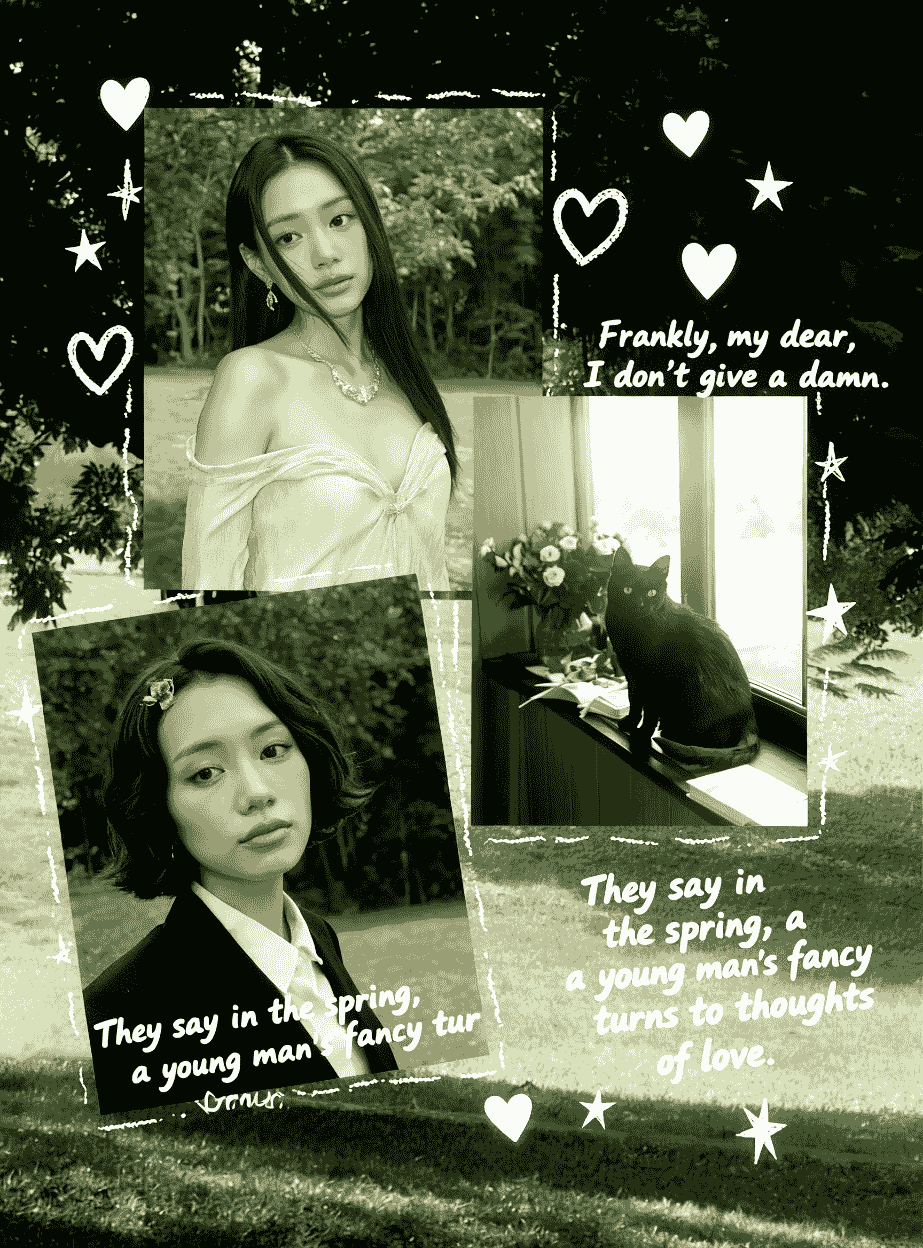 Frankly, my dear,
I don't give a damn.
They say in
the spring, a
a young man's fancy
turns to thoughts
of love.
They say in the spring,
a young man's fancy tur